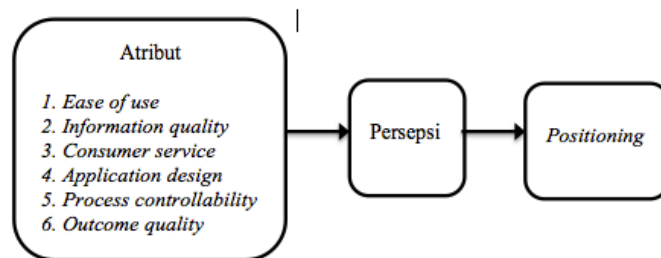 Atribut
1. Ease of use
2. Information quality
3. Consumer service
4. Application design
5. Process controllability
6. Outcome quality
Persepsi
Positioning